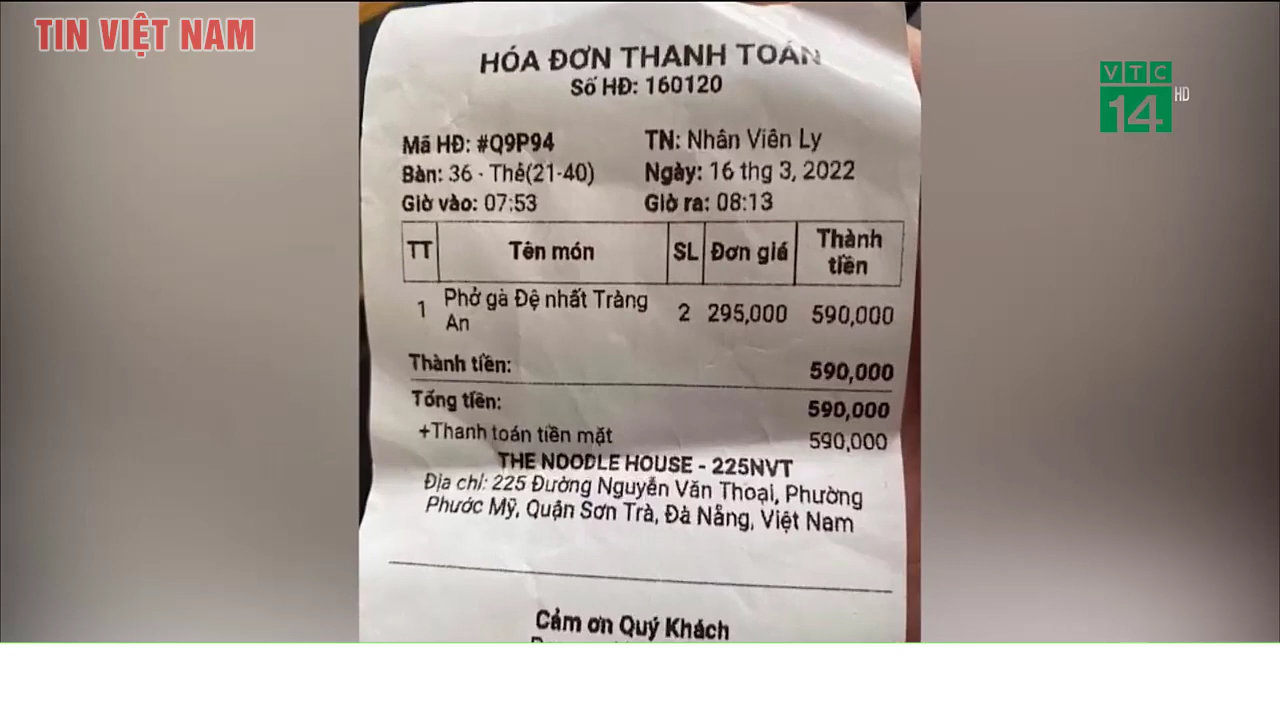 TIN VIỆT NAM
VTC
14
HD
HÓA ĐƠN THANH TOÁN
Số HĐ: 160120
Mã HĐ: #Q9P94 TN: Nhân Viên Ly
Bàn: 36 - Thẻ(21-40) Ngày: 16 thg 3, 2022
Giờ vào: 07:53 Giờ ra: 08:13
TT Tên món SL Đơn giá Thành tiền
1 Phở gà Đệ nhất Tràng 2 295,000 590,000
An
Thành tiền: 590,000
Tổng tiền: 590,000
+Thanh toán tiền mặt 590,000
THE NOODLE HOUSE - 225NVT
Địa chỉ: 225 Đường Nguyễn Văn Thoại, Phường
Phước Mỹ, Quận Sơn Trà, Đà Nẵng, Việt Nam
Cảm ơn Quý Khách